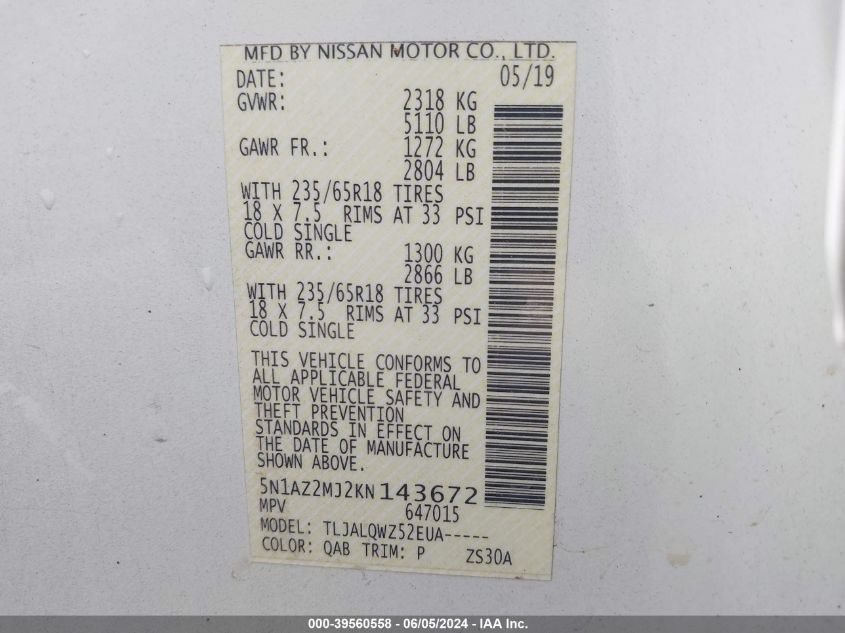 MFD BY NISSAN MOTOR CO., LTD.
DATE: 05/19
GVWR: 2318 KG
5110 LB
GAWR FR.: 1272 KG
2804 LB
WITH 235/65R18 TIRES
18 X 7.5 RIMS AT 33 PSI
COLD SINGLE
GAWR RR.: 1300 KG
2866 LB
WITH 235/65R18 TIRES
18 X 7.5 RIMS AT 33 PSI
COLD SINGLE
THIS VEHICLE CONFORMS TO
ALL APPLICABLE FEDERAL
MOTOR VEHICLE SAFETY AND
THEFT PREVENTION
STANDARDS IN EFFECT ON
THE DATE OF MANUFACTURE
SHOWN ABOVE.
5N1AZ2MJ2KN143672
MPV 647015
MODEL: TLJALQWZ52EUA-----
COLOR: QAB TRIM: P ZS30A
000-39560558 - 06/05/2024 - IAA Inc.